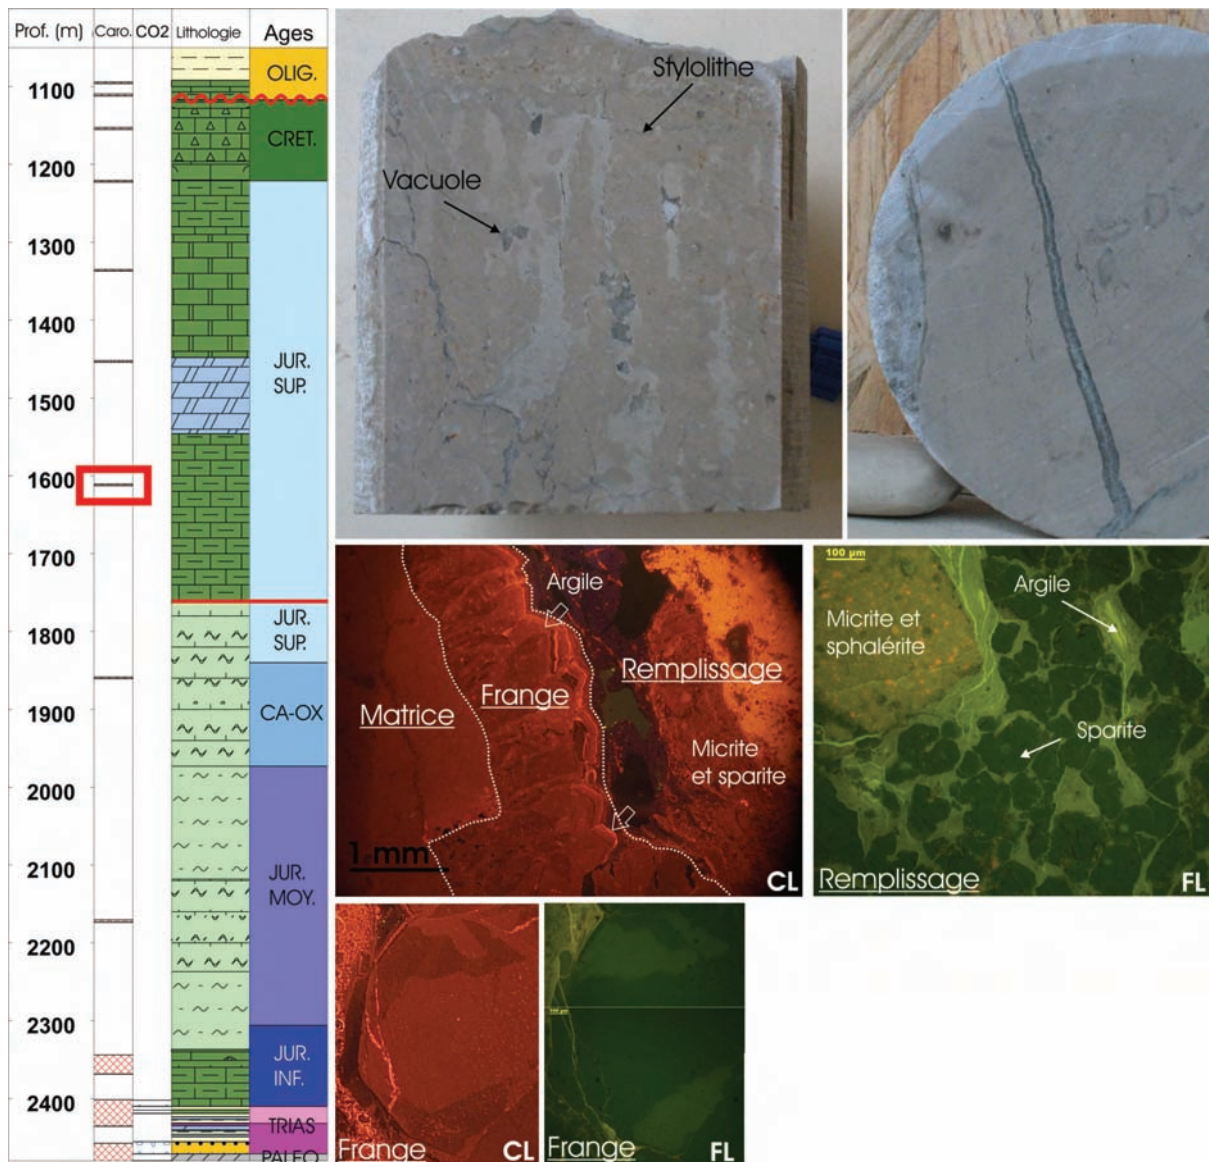 Prof. (m) Caro. CO2 Lithologie Ages
OLIG.
1100
CRET.
1200
1300
1400
JUR.
SUP.
1500
1600
1700
JUR.
SUP.
1800
CA-OX
1900
2000
2100
JUR.
MOY.
2200
2300
JUR.
INF.
2400
TRIAS
PALEO
Stylolithe
Vacuole
Argile
Remplissage
Frange
Matrice
Micrite
et sparite
1 mm
CL
100 µm
Argile
Micrite et
sphalérite
Sparite
Remplissage
FL
Frange
CL
100 µm
Frange
FL